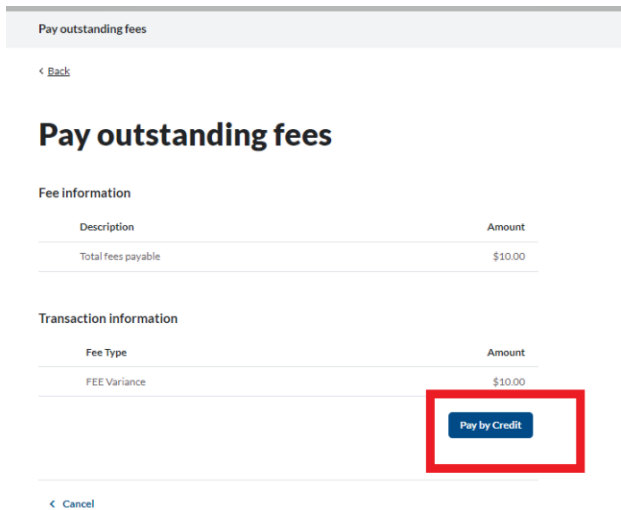 Pay outstanding fees
< Back
Pay outstanding fees
Fee information
Description Amount
Total fees payable $10.00
Transaction information
Fee Type Amount
FEE Variance $10.00
Pay by Credit
< Cancel